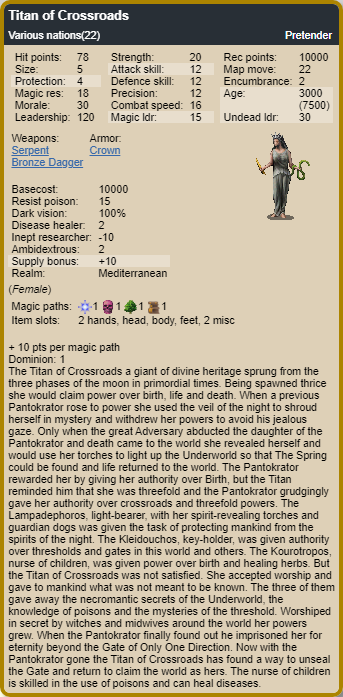 Titan of Crossroads
Various nations(22) Pretender
Hit points: 78 Strength: 20 Rec points: 10000
Size: 5 Attack skill: 12 Map move: 22
Protection: 4 Defence skill: 12 Encumbrance: 2
Magic res: 18 Precision: 12 Age: 3000
Morale: 30 Combat speed: 16 (7500)
Leadership: 120 Magic ldr: 15 Undead ldr: 30
Weapons: Armor:
Serpent Crown
Bronze Dagger
Basecost: 10000
Resist poison: 15
Dark vision: 100%
Disease healer: 2
Inept researcher: -10
Ambidextrous: 2
Supply bonus: +10
Realm: Mediterranean
(Female)
Magic paths: 1 1 1 1
Item slots: 2 hands, head, body, feet, 2 misc
+ 10 pts per magic path
Dominion: 1
The Titan of Crossroads a giant of divine heritage sprung from the
three phases of the moon in primordial times. Being spawned thrice
she would claim power over birth, life and death. When a previous
Pantokrator rose to power she used the veil of the night to shroud
herself in mystery and withdrew her powers to avoid his jealous
gaze. Only when the great Adversary abducted the daughter of
the Pantokrator and death came to the world she revealed herself and
would use her torches to light up the Underworld so that The Spring
could be found and life returned to the world. The Pantokrator
rewarded her by giving her authority over Birth, but the Titan
reminded him that she was threefold and the Pantokrator grudgingly
gave her authority over crossroads and threefold powers. The
Lampadephoros, light-bearer, with her spirit-revealing torches and
guardian dogs was given the task of protecting mankind from the
spirits of the night. The Kleidouchos, key-holder, was given authority
over thresholds and gates in this world and others. The Kourotropos,
nurse of children, was given power over birth and healing herbs. But
the Titan of Crossroads was not satisfied. She accepted worship and
gave to mankind what was not meant to be known. The three of them
gave away the necromantic secrets of the Underworld, the
knowledge of poisons and the mysteries of the threshold. Worshiped
in secret by witches and midwives around the world her powers
grew. When the Pantokrator finally found out he imprisoned her for
eternity beyond the Gate of Only One Direction. Now with the
Pantokrator gone the Titan of Crossroads has found a way to unseal
the Gate and return to claim the world as hers. The nurse of children
is skilled in the use of poisons and can heal diseases.